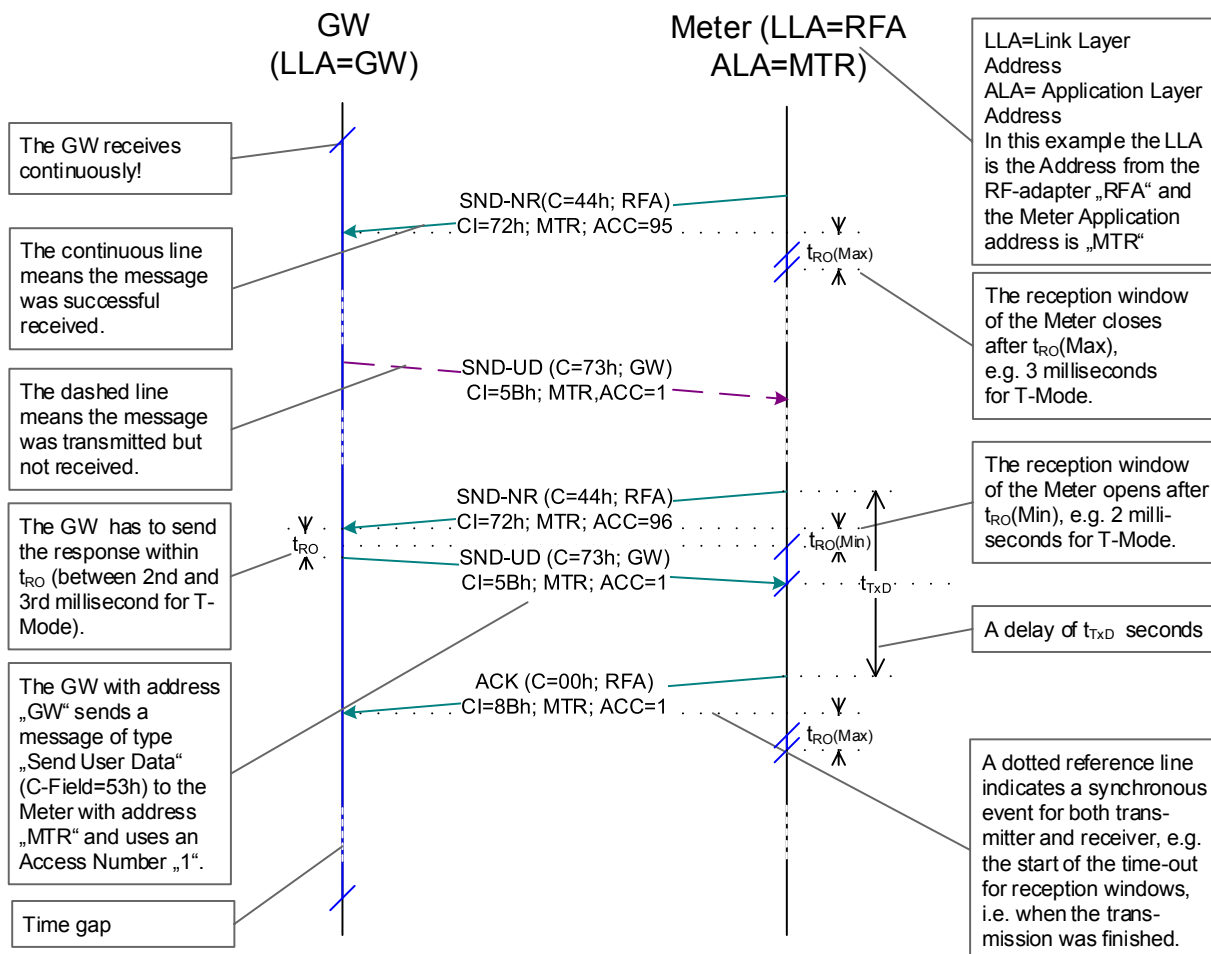 GW
(LLA=GW)
Meter (LLA=RFA
ALA=MTR)
LLA=Link Layer
Address
ALA= Application Layer
Address
In this example the LLA
is the Address from the
RF-adapter „RFA“ and
the Meter Application
address is „MTR“
The GW receives
continuously!
SND-NR(C=44h; RFA)
CI=72h; MTR; ACC=95
tRO(Max)
The continuous line
means the message
was successful
received.
The reception window
of the Meter closes
after tRO(Max),
e.g. 3 milliseconds
for T-Mode.
SND-UD (C=73h; GW)
CI=5Bh; MTR,ACC=1
The dashed line
means the message
was transmitted but
not received.
The reception window
of the Meter opens after
tRO(Min), e.g. 2 milli-
seconds for T-Mode.
SND-NR (C=44h; RFA)
CI=72h; MTR; ACC=96
tRO
tRO(Min)
The GW  has to send
the response within
tRO (between 2nd and
3rd millisecond for T-
Mode).
SND-UD (C=73h; GW)
CI=5Bh; MTR; ACC=1
tTxD
A delay of tTxD seconds
The GW with address
„GW“ sends a
message of type
„Send User Data“
(C-Field=53h) to the
Meter with address
„MTR“ and uses an
Access Number „1“.
ACK (C=00h; RFA)
CI=8Bh; MTR; ACC=1
tRO(Max)
A dotted reference line
indicates a synchronous
event for both trans-
mitter and receiver, e.g.
the start of the time-out
for reception windows,
i.e. when the trans-
mission was finished.
Time gap